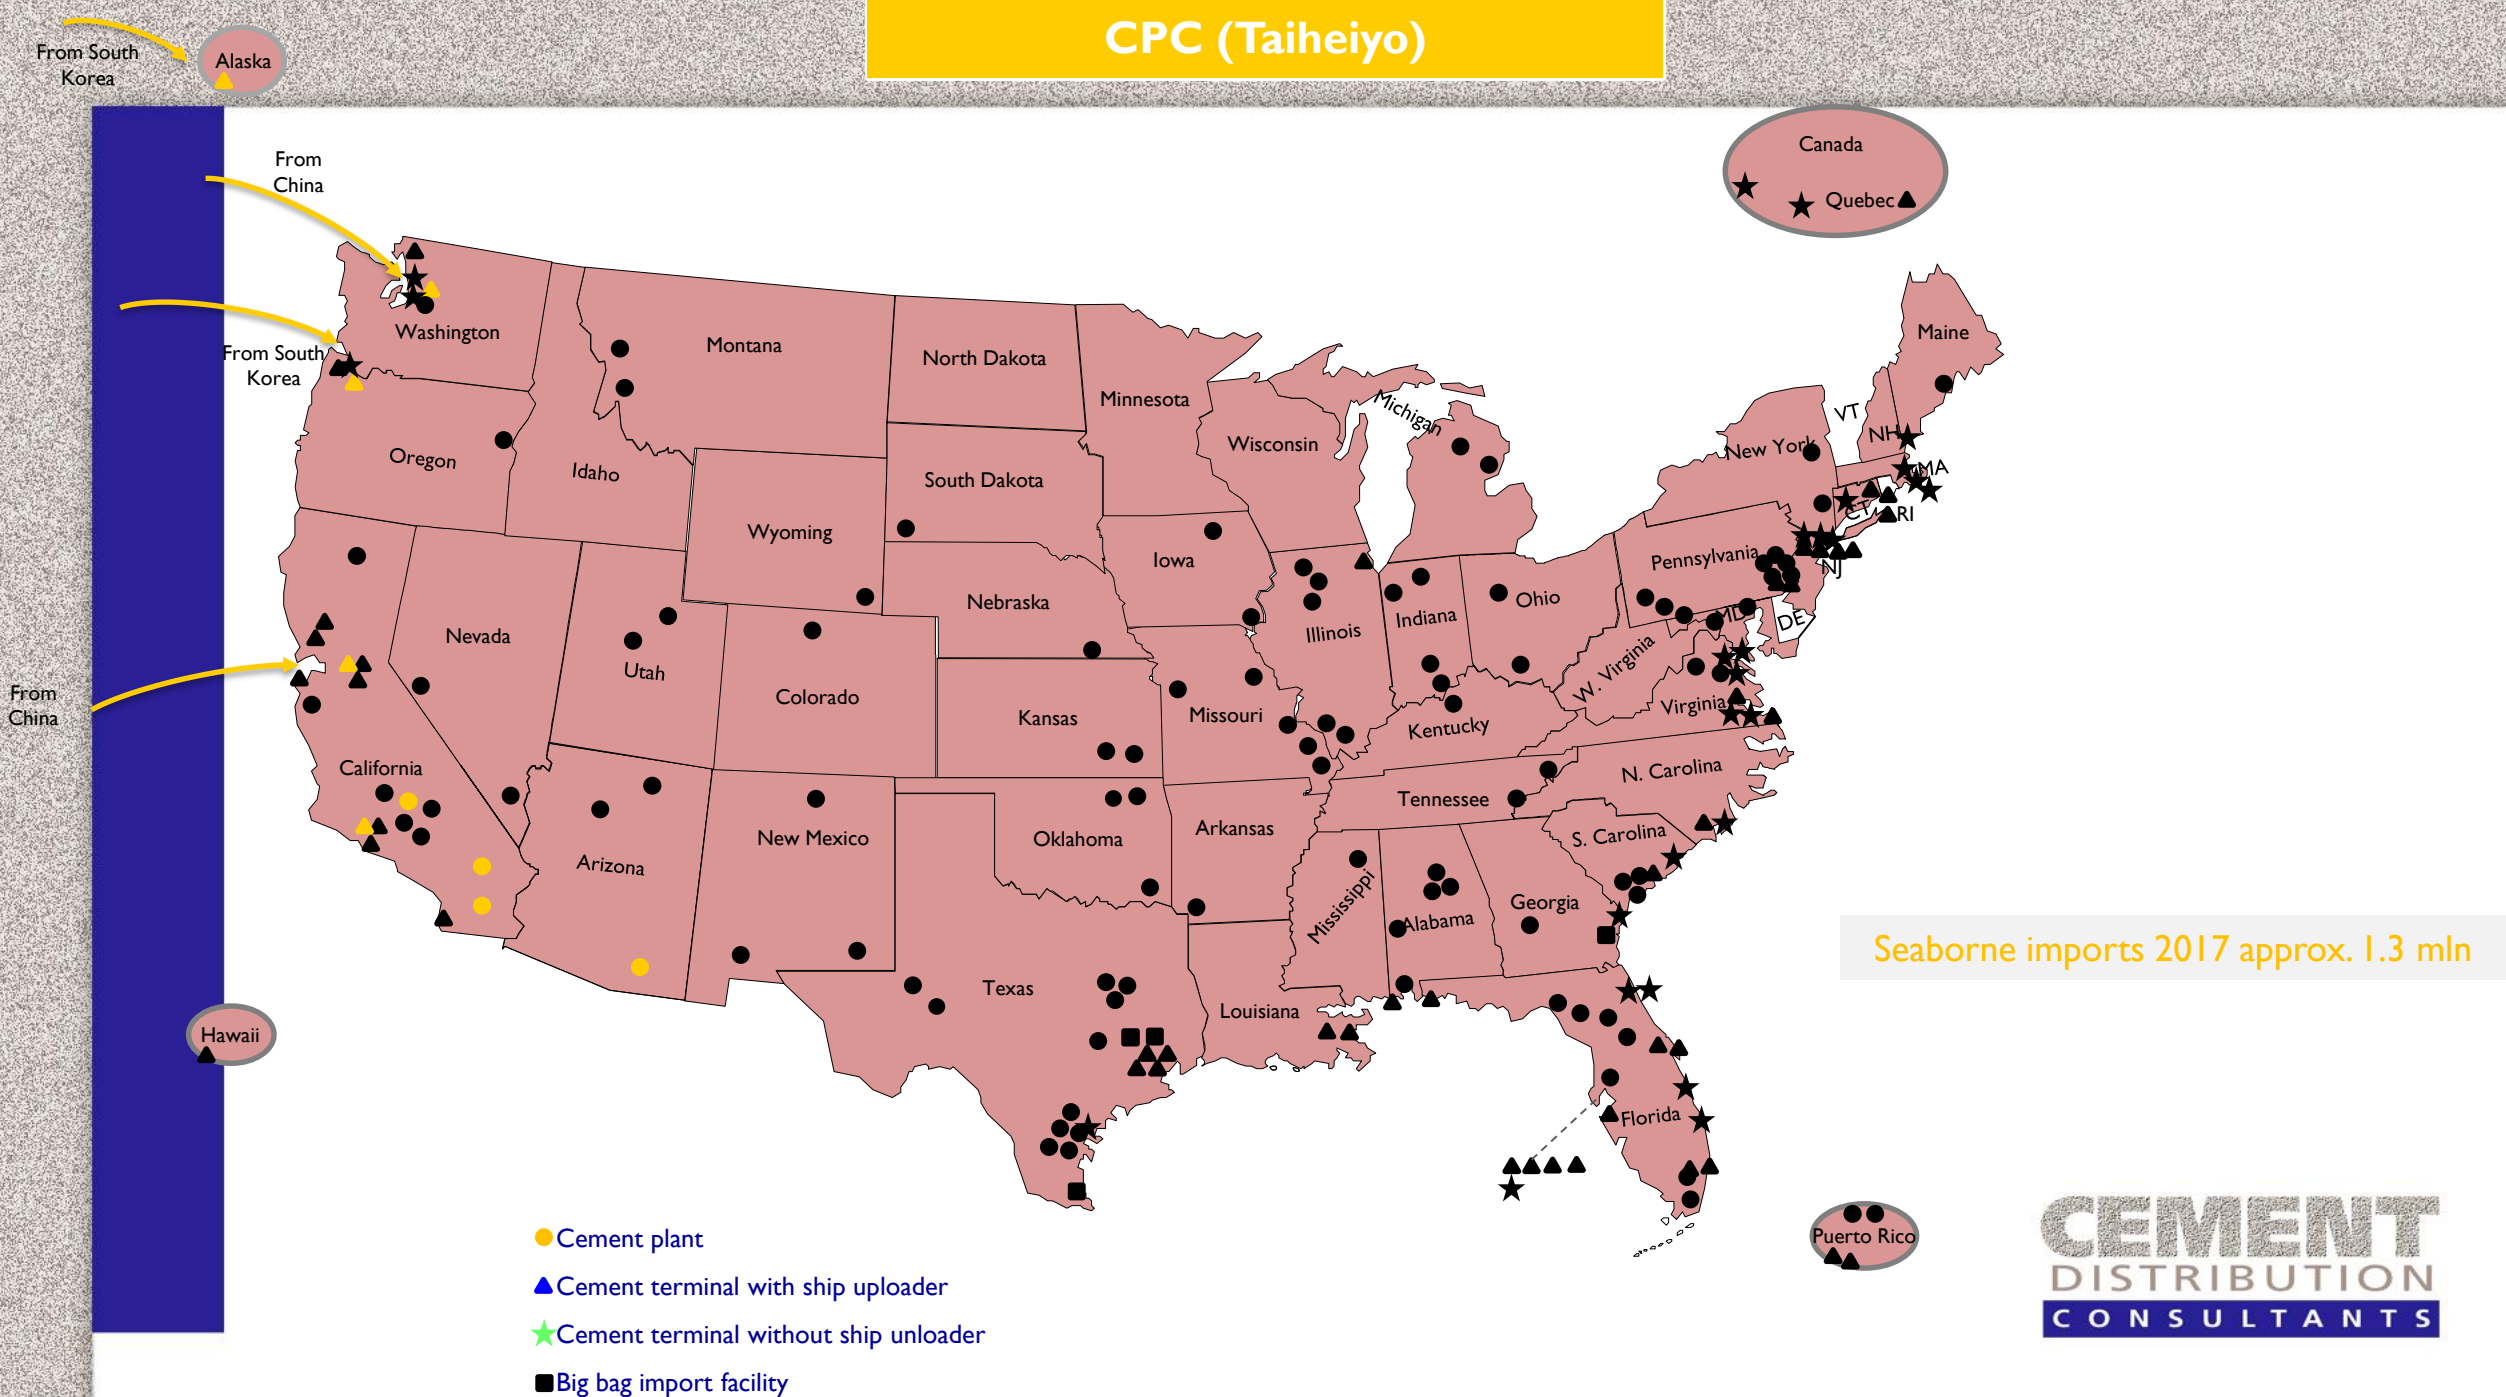 CPC (Taiheiyo)
From South
Korea
Alaska
From
China
Canada
Quebec
Washington
Montana
North Dakota
Minnesota
Maine
From South
Korea
Michigan
VT
Oregon
Idaho
South Dakota
Wisconsin
New York
NH
MA
CT
RI
Wyoming
Iowa
Pennsylvania
NJ
Nebraska
Illinois
Indiana
Ohio
MD
DE
Nevada
Utah
Colorado
W. Virginia
From
China
Kansas
Missouri
Kentucky
Virginia
California
N. Carolina
Tennessee
New Mexico
Oklahoma
Arkansas
S. Carolina
Arizona
Mississippi
Alabama
Georgia
Seaborne imports 2017 approx. 1.3 mln
Texas
Louisiana
Hawaii
Florida
Puerto Rico
Cement plant
Cement terminal with ship uploader
Cement terminal without ship unloader
Big bag import facility
CEMENT
DISTRIBUTION
CONSULTANTS